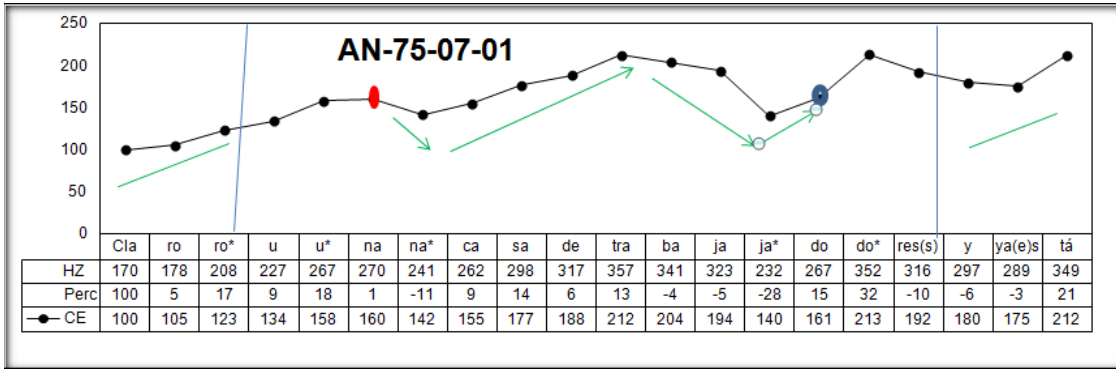 AN-75-07-01
250
200
150
100
50
0
Cla ro ro* u u* na na* ca sa de tra ba ja ja* do do* res(s) y ya(e)s tá
HZ 170 178 208 227 267 270 241 262 298 317 357 341 323 232 267 352 316 297 289 349
Perc 100 5 17 9 18 1 -11 9 14 6 13 -4 -5 -28 15 32 -10 -6 -3 21
CE 100 105 123 134 158 160 142 155 177 188 212 204 194 140 161 213 192 180 175 212